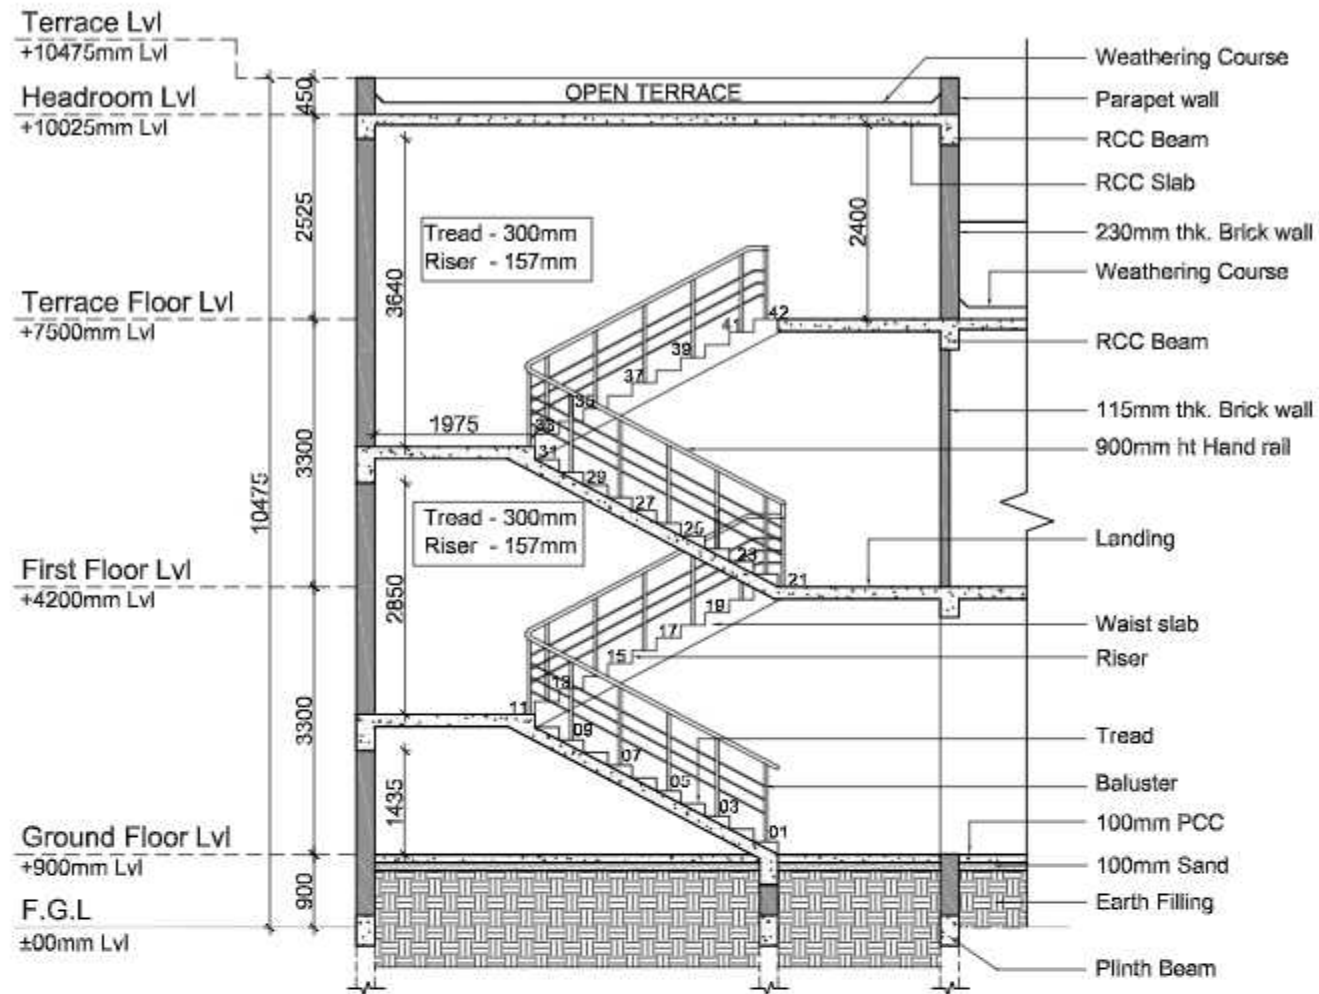 Terrace Lvl
+10475mm Lvl
Headroom Lvl
+10025mm Lvl
Terrace Floor Lvl
+7500mm Lvl
First Floor Lvl
+4200mm Lvl
Ground Floor Lvl
+900mm Lvl
F.G.L
±00mm Lvl
10475
450
2525
3300
3300
900
OPEN TERRACE
3640
2400
Tread - 300mm
Riser - 157mm
1975
Tread - 300mm
Riser - 157mm
2850
1435
42
41
39
37
35
33
31
29
27
25
23
21
19
17
15
13
11
09
07
05
03
01
Weathering Course
Parapet wall
RCC Beam
RCC Slab
230mm thk. Brick wall
Weathering Course
RCC Beam
115mm thk. Brick wall
900mm ht Hand rail
Landing
Waist slab
Riser
Tread
Baluster
100mm PCC
100mm Sand
Earth Filling
Plinth Beam